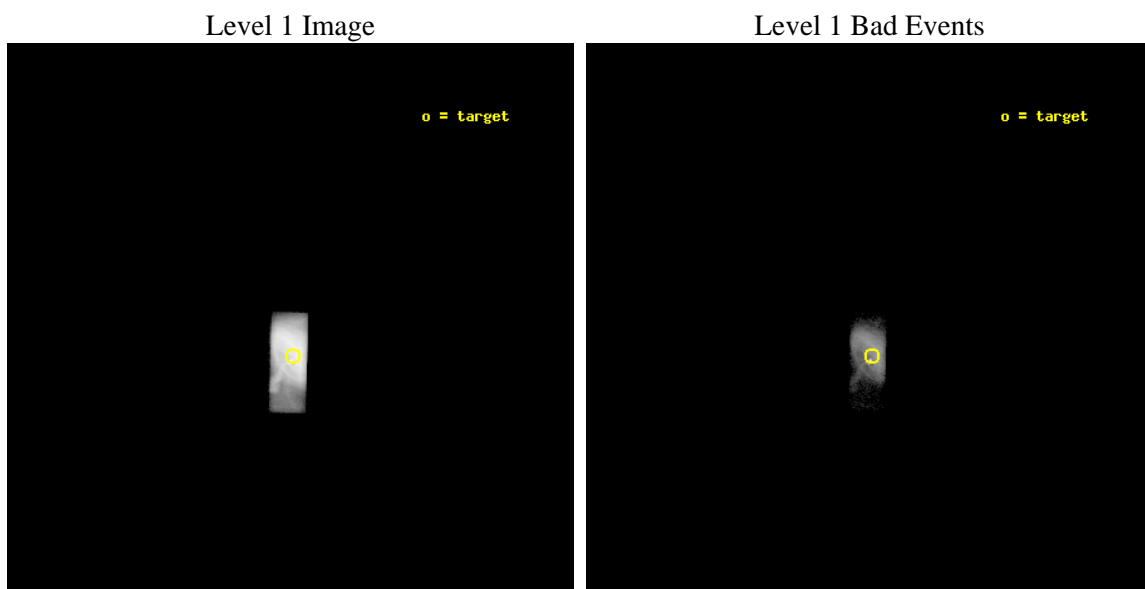 Level 1 Image
Level 1 Bad Events
o = target
o = target